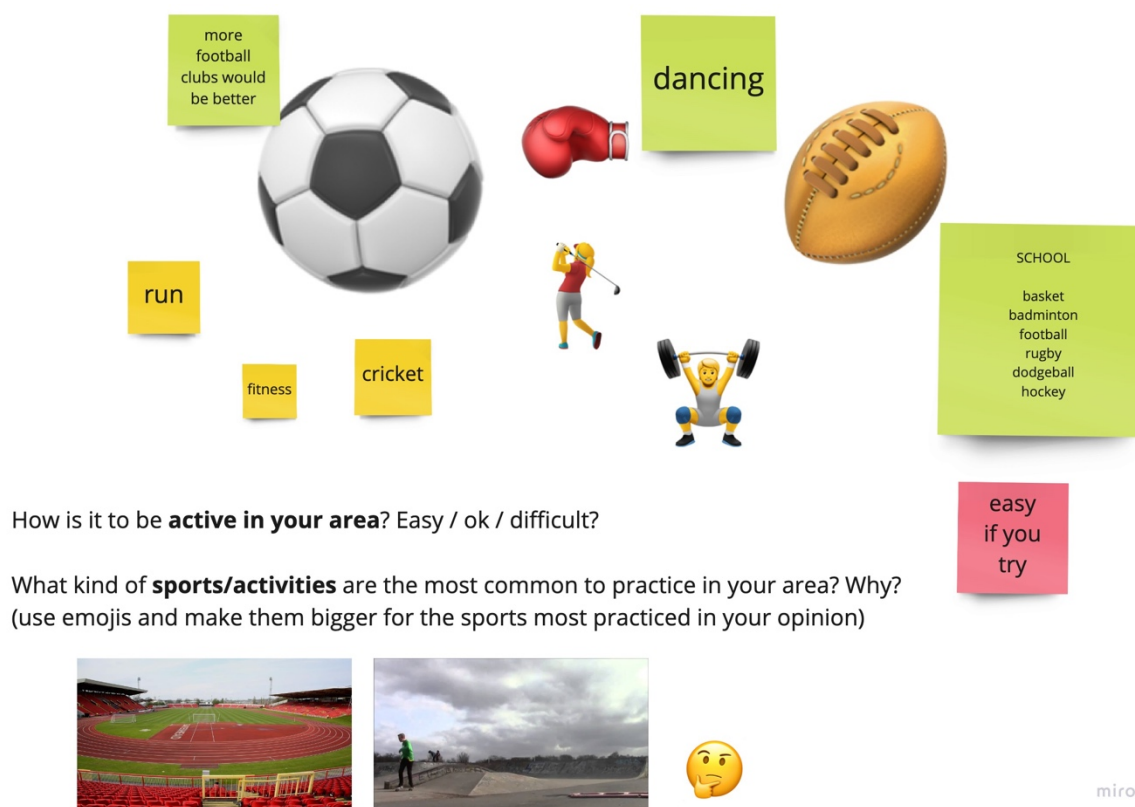 more
football
clubs would
be better
dancing
SCHOOL
basket
badminton
football
rugby
dodgeball
hockey
run
fitness
cricket
easy
if you
try
How is it to be active in your area? Easy / ok / difficult?
What kind of sports/activities are the most common to practice in your area? Why?
(use emojis and make them bigger for the sports most practiced in your opinion)
miro